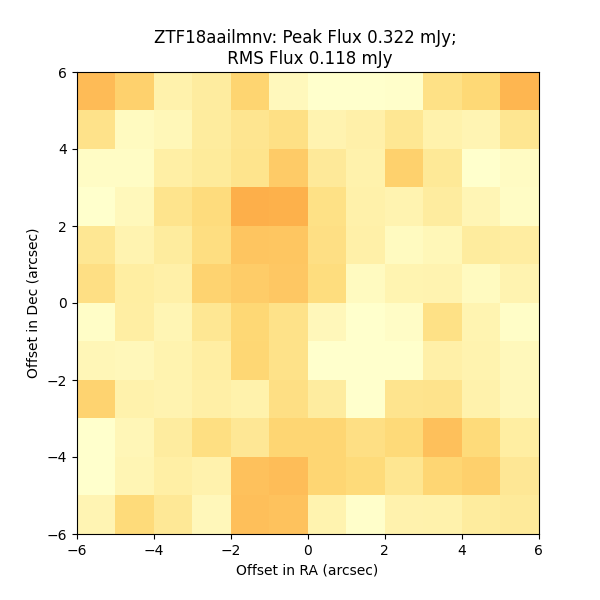 ZTF18aailmnv: Peak Flux 0.322 mJy;
RMS Flux 0.118 mJy
6
4
2
0
−2
−4
−6
Offset in Dec (arcsec)
−6 −4 −2 0 2 4 6
Offset in RA (arcsec)